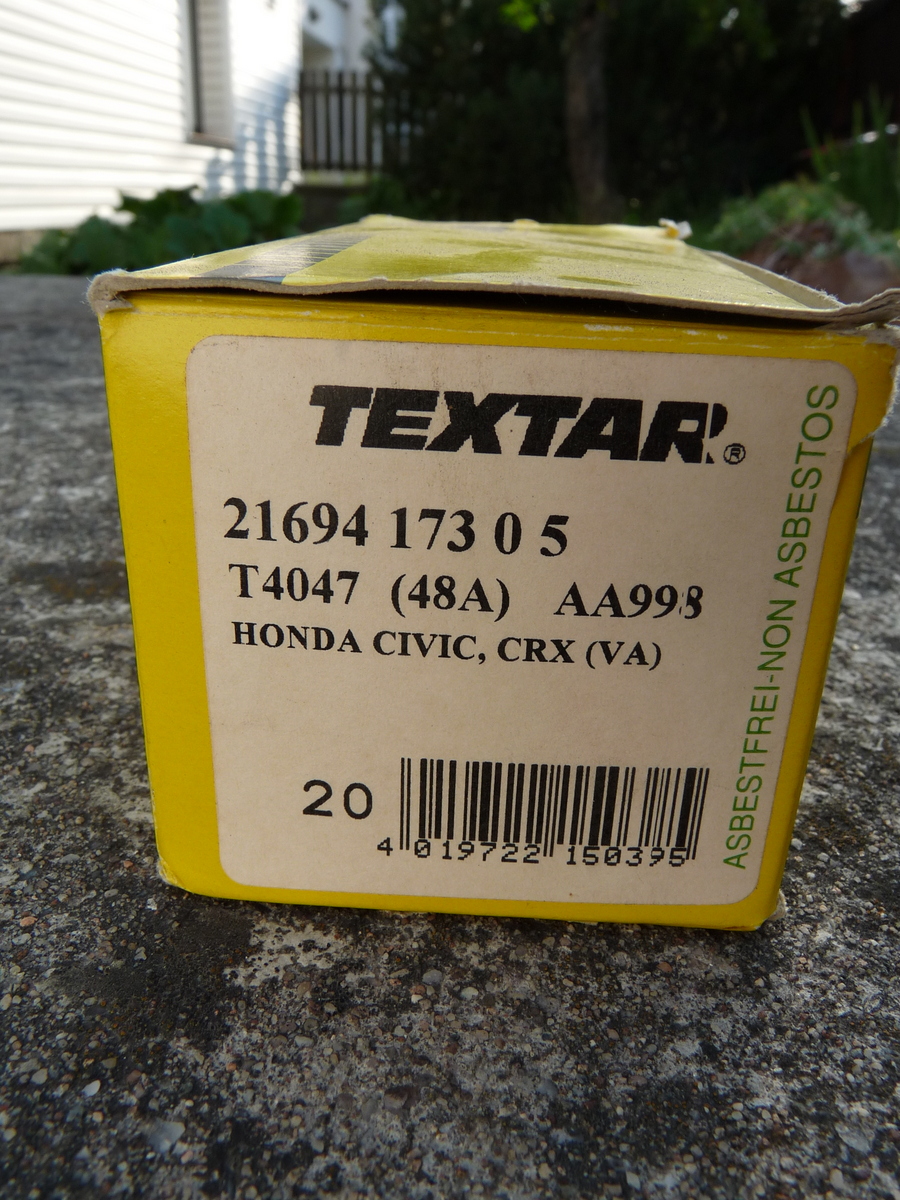 TEXTAR®
21694 173 0 5
T4047 (48A) AA998
HONDA CIVIC, CRX (VA)
20
4 019722 150395
ASBESTFREI-NON ASBESTOS